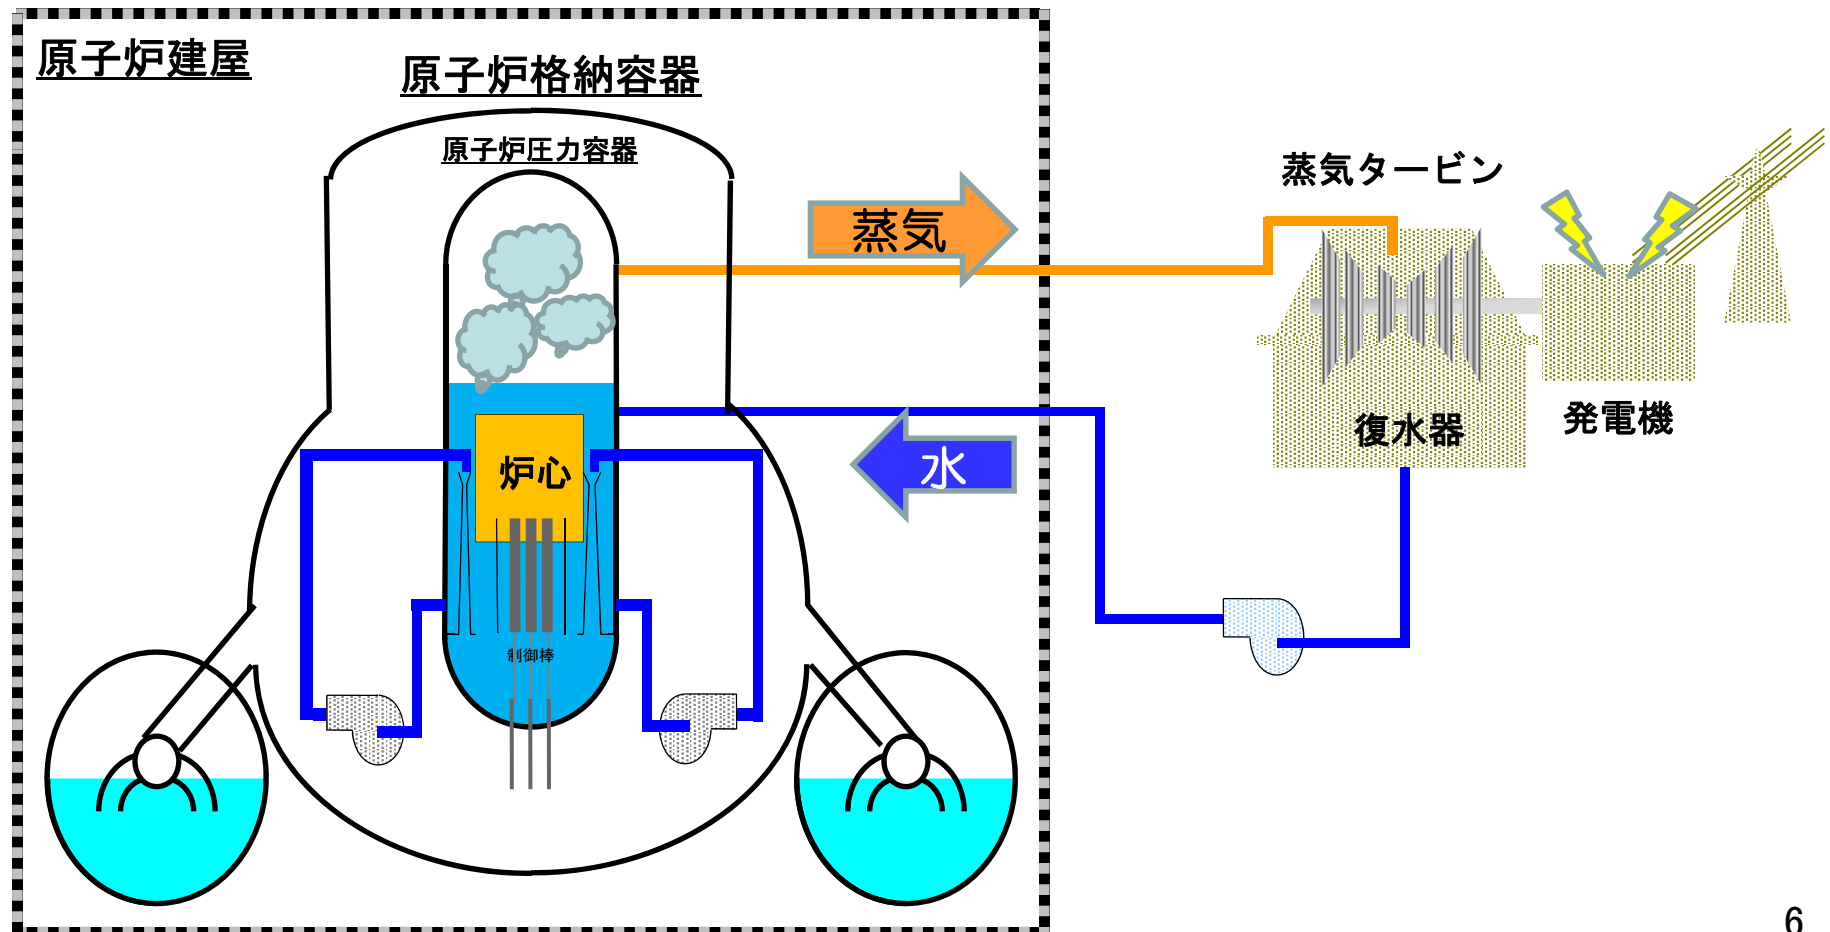 原子炉建屋
原子炉格納容器
原子炉圧力容器
蒸気
蒸気タービン
復水器
発電機
水
炉心
制御棒
6